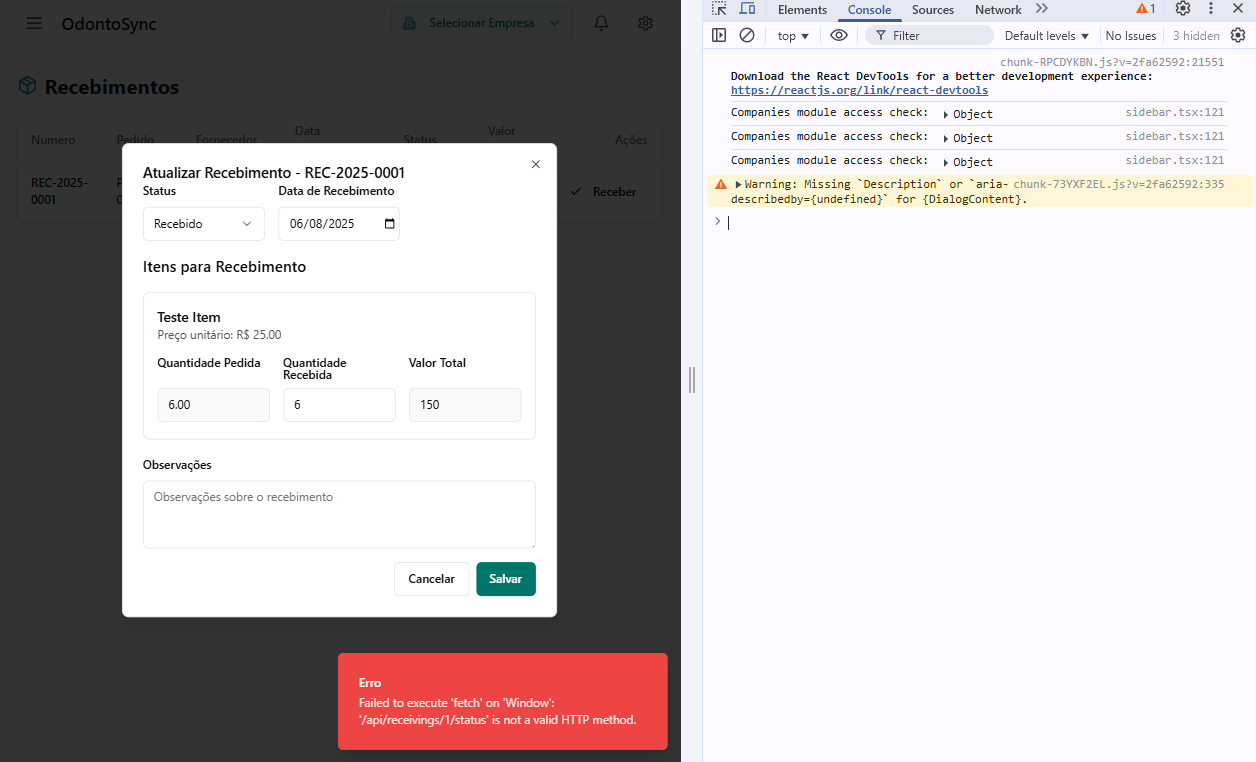 OdontoSync
Selecionar Empresa
Recebimentos
Número
Pedido
Fornecedor
Data
Status
Valor
Ações
REC-2025-
0001
Receber
Atualizar Recebimento - REC-2025-0001
Status
Data de Recebimento
Recebido
06/08/2025
Itens para Recebimento
Teste Item
Preço unitário: R$ 25.00
Quantidade Pedida
Quantidade
Recebida
Valor Total
6.00
6
150
Observações
Observações sobre o recebimento
Cancelar
Salvar
Erro
Failed to execute 'fetch' on 'Window':
'/api/receivings/1/status' is not a valid HTTP method.
Elements
Console
Sources
Network
1
top
Filter
Default levels
No Issues
3 hidden
chunk-RPCDYKBN.js?v=2fa62592:21551
Download the React DevTools for a better development experience:
https://reactjs.org/link/react-devtools
Companies module access check: Object sidebar.tsx:121
Companies module access check: Object sidebar.tsx:121
Companies module access check: Object sidebar.tsx:121
Warning: Missing `Description` or `aria- chunk-73YXF2EL.js?v=2fa62592:335
describedby={undefined}` for {DialogContent}.